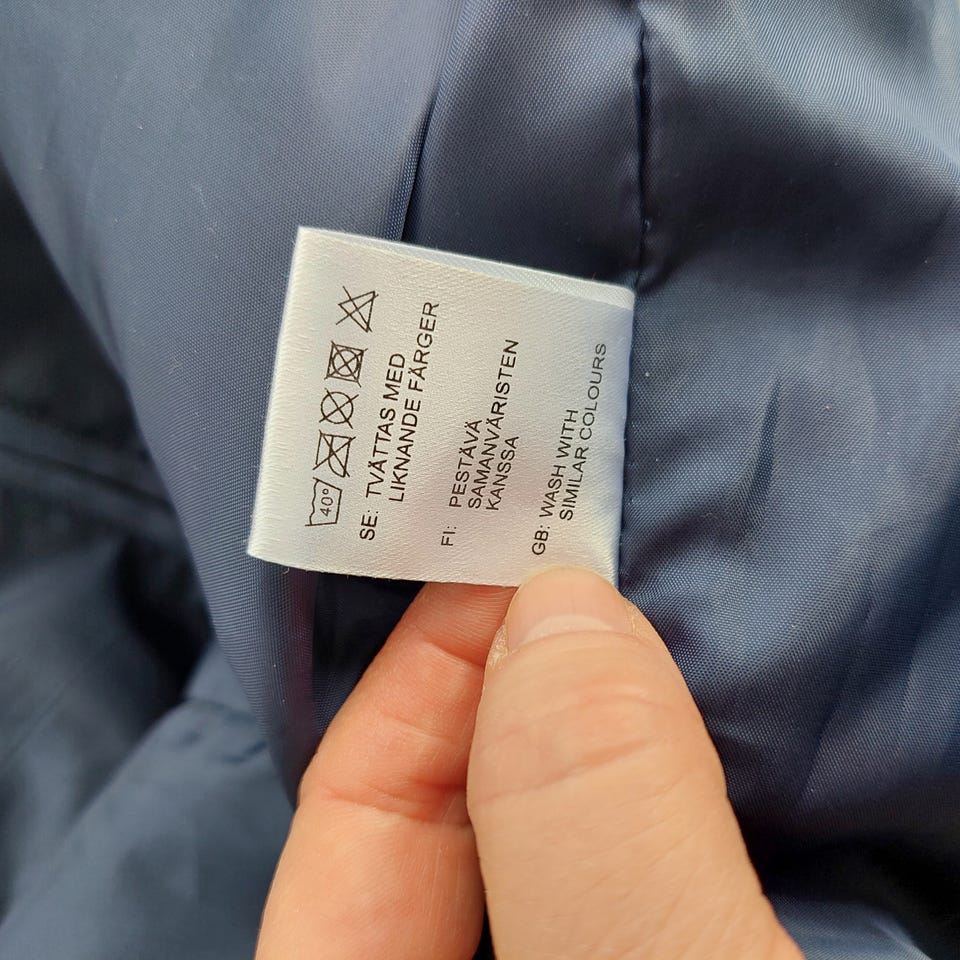 40°
SE: TVÄTTAS MED
LIKNANDE FÄRGER
FI: PESTÄVÄ
SAMANVÄRISTEN
KANSSA
GB: WASH WITH
SIMILAR COLOURS